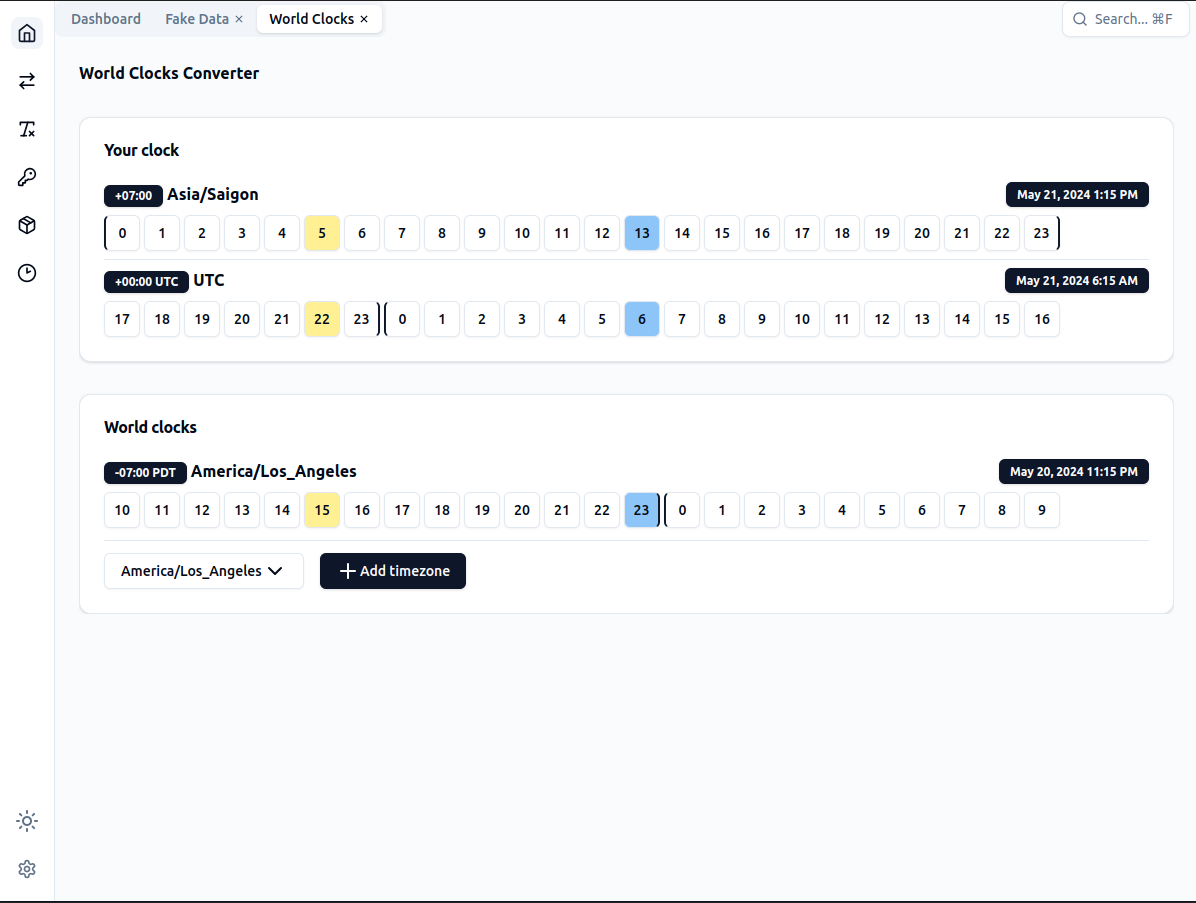 Dashboard Fake Data × World Clocks × Search... ⌘F
World Clocks Converter
Your clock
+07:00 Asia/Saigon May 21, 2024 1:15 PM
0 1 2 3 4 5 6 7 8 9 10 11 12 13 14 15 16 17 18 19 20 21 22 23
+00:00 UTC UTC May 21, 2024 6:15 AM
17 18 19 20 21 22 23 0 1 2 3 4 5 6 7 8 9 10 11 12 13 14 15 16
World clocks
-07:00 PDT America/Los_Angeles May 20, 2024 11:15 PM
10 11 12 13 14 15 16 17 18 19 20 21 22 23 0 1 2 3 4 5 6 7 8 9
America/Los_Angeles Add timezone